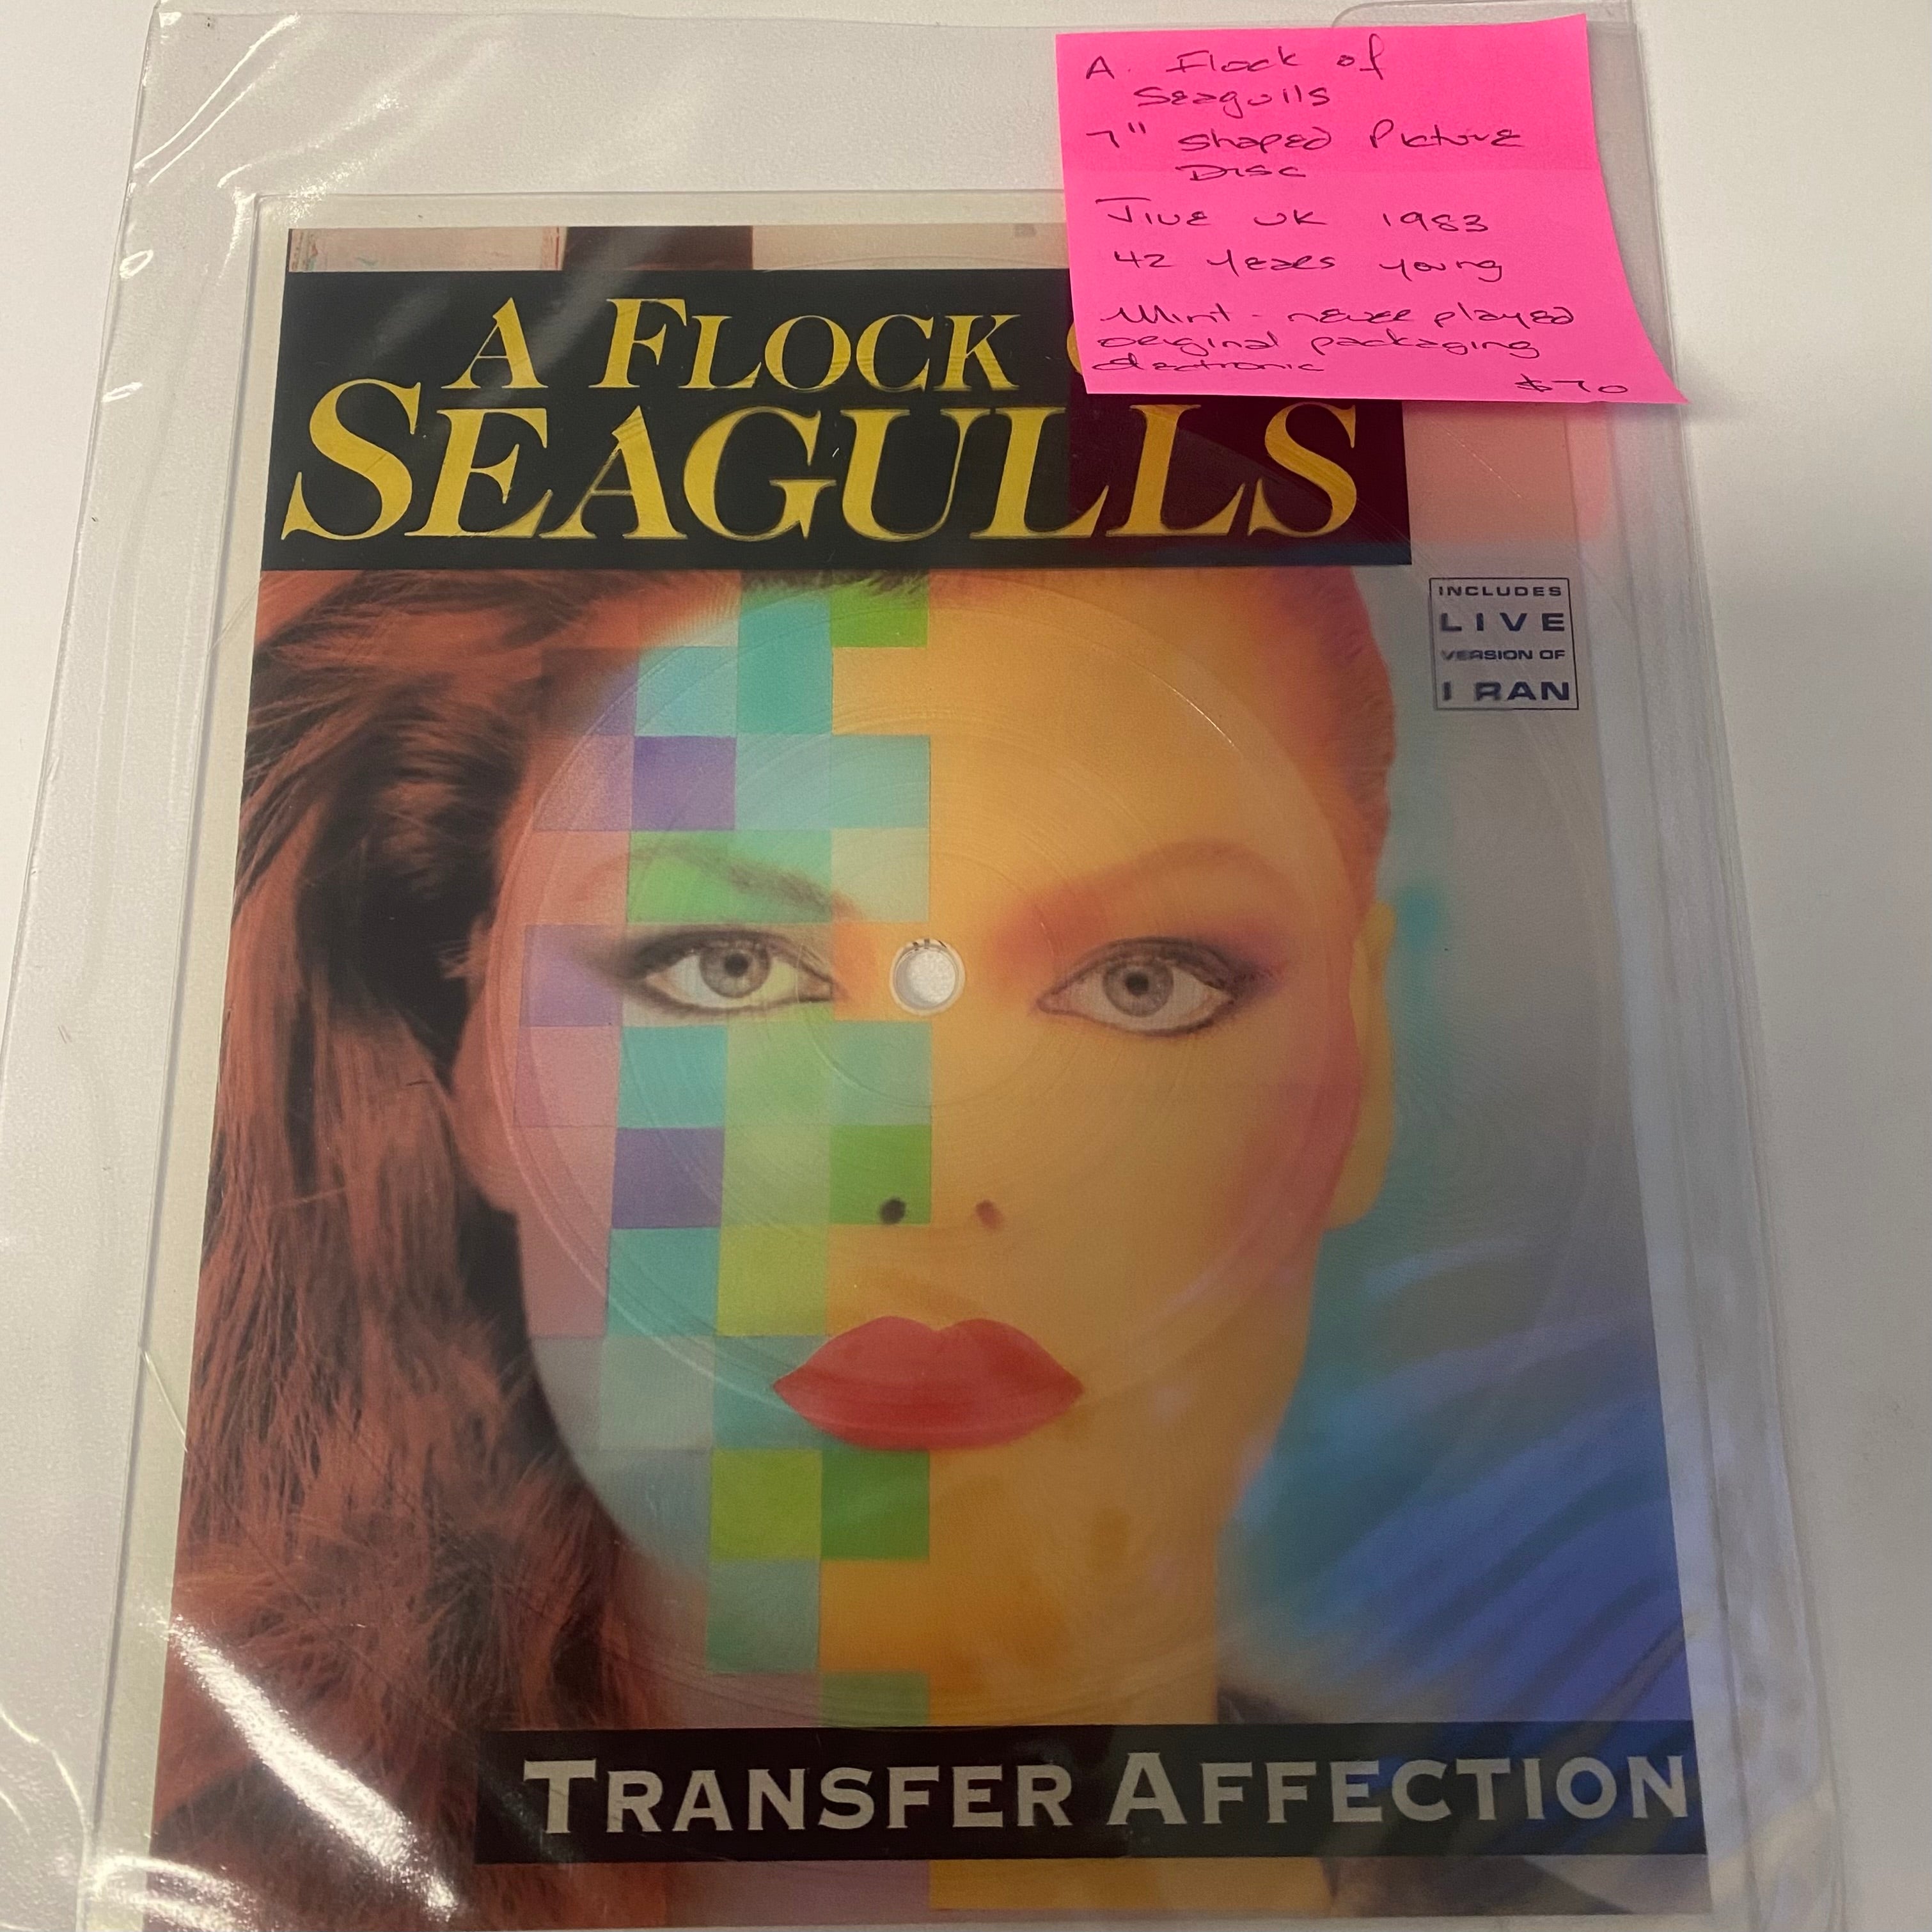 A. Flock of
Seagulls
7" shaped Picture
Disc
Jive UK 1983
42 years young
Mint - never played
original packaging
electronic
$70
A FLOCK
SEAGULLS
INCLUDES
LIVE
VERSION OF
I RAN
TRANSFER AFFECTION